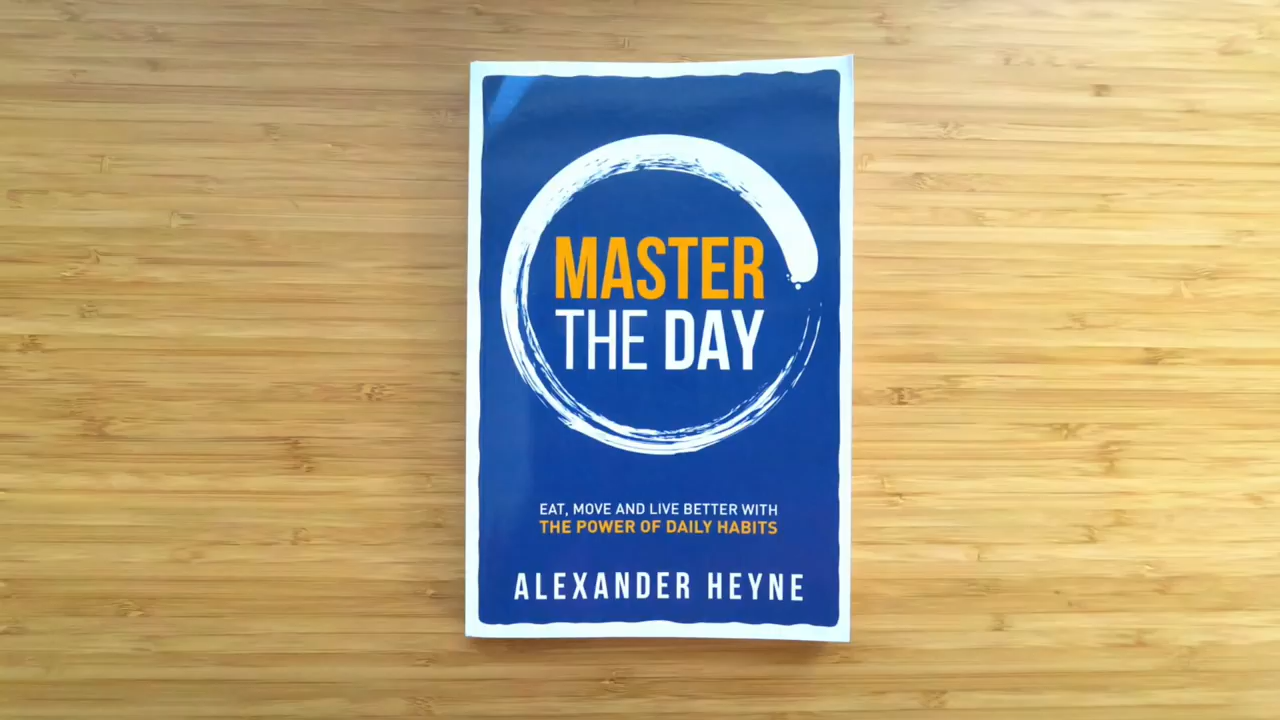 MASTER
THE DAY
EAT, MOVE AND LIVE BETTER WITH
THE POWER OF DAILY HABITS
ALEXANDER HEYNE